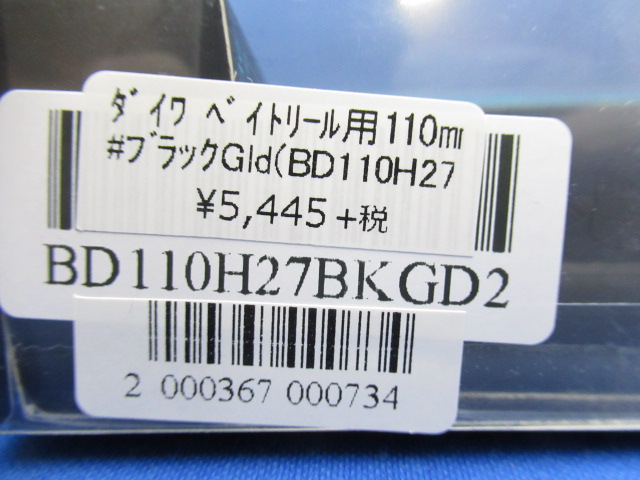 ダイワ ベイトリール用110mm
#ブラックGld(BD110H27
¥5,445+税
BD110H27BKGD2
2 000367 000734